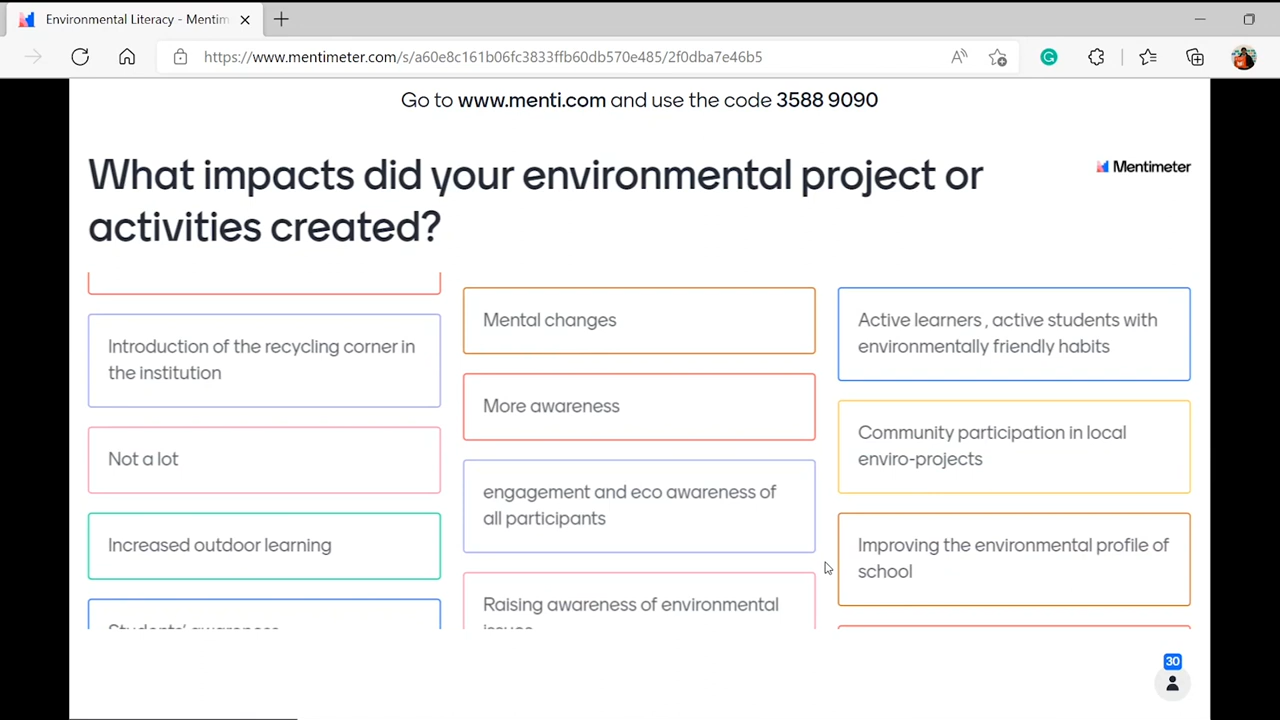 Environmental Literacy - Mentim
https://www.mentimeter.com/s/a60e8c161b06fc3833ffb60db570e485/2f0dba7e46b5
Go to www.menti.com and use the code 3588 9090
What impacts did your environmental project or
activities created?
Mentimeter
Introduction of the recycling corner in
the institution
Not a lot
Increased outdoor learning
Students' awareness
Mental changes
More awareness
engagement and eco awareness of
all participants
Raising awareness of environmental
issues
Active learners , active students with
environmentally friendly habits
Community participation in local
enviro-projects
Improving the environmental profile of
school
30